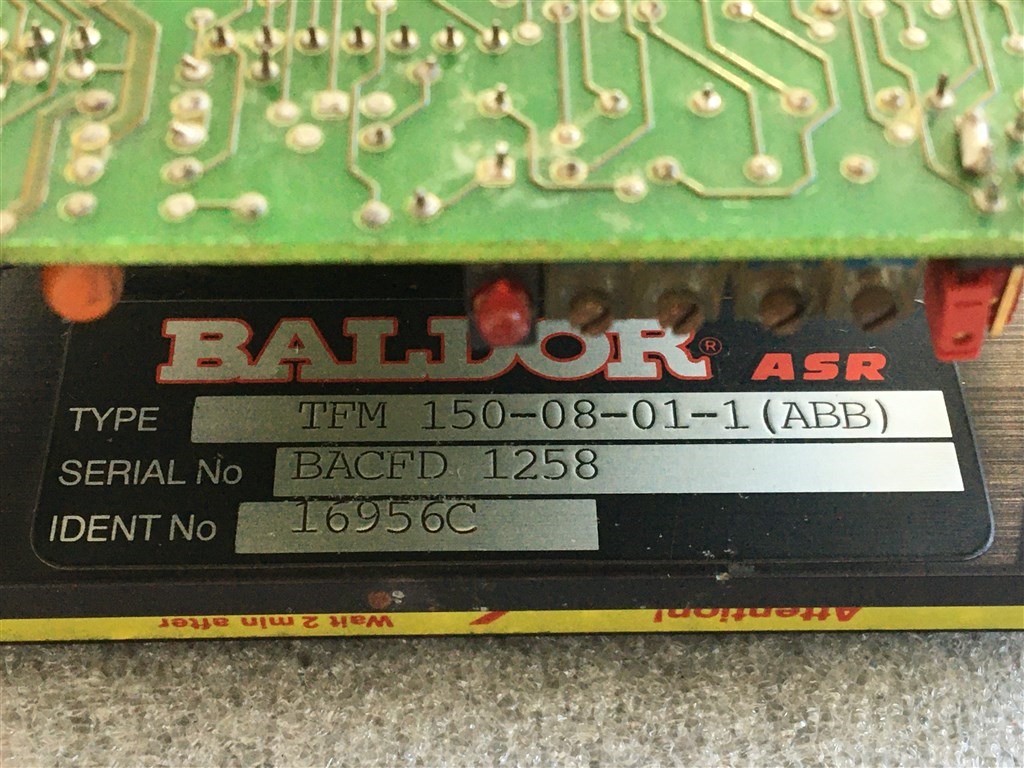 BALDOR® ASR
TYPE TFM 150-08-01-1(ABB)
SERIAL No BACFD 1258
IDENT No 16956C
Attention!
Wait 2 min after